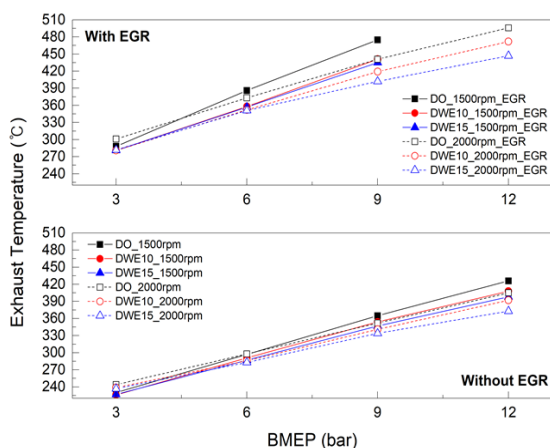 Exhaust Temperature (℃)
510
480
450
420
390
360
330
300
270
240
With EGR
DO_1500rpm_EGR
DWE10_1500rpm_EGR
DWE15_1500rpm_EGR
DO_2000rpm_EGR
DWE10_2000rpm_EGR
DWE15_2000rpm_EGR
3 6 9 12
510
480
450
420
390
360
330
300
270
240
DO_1500rpm
DWE10_1500rpm
DWE15_1500rpm
DO_2000rpm
DWE10_2000rpm
DWE15_2000rpm
Without EGR
3 6 9 12
BMEP (bar)